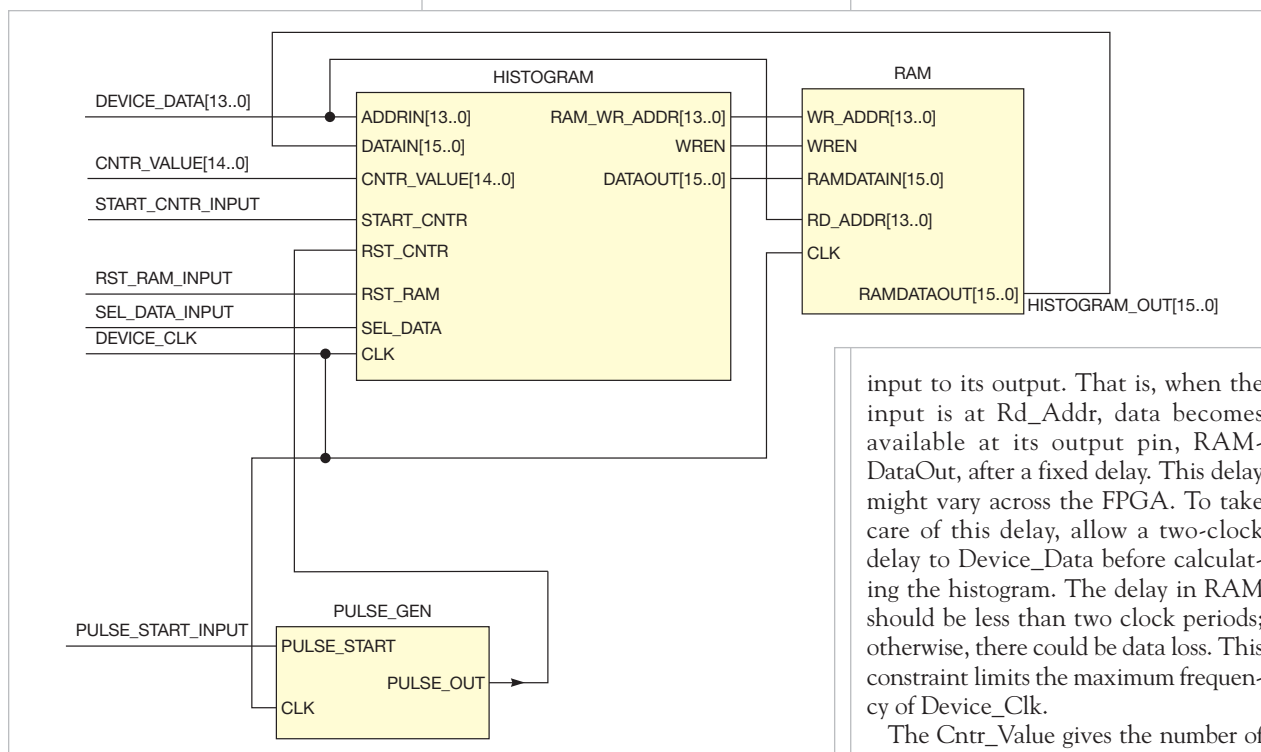 HISTOGRAM
RAM
DEVICE_DATA[13..0]
CNTR_VALUE[14..0]
START_CNTR_INPUT
RST_RAM_INPUT
SEL_DATA_INPUT
DEVICE_CLK
ADDRIN[13..0]
DATAIN[15..0]
CNTR_VALUE[14..0]
START_CNTR
RST_CNTR
RST_RAM
SEL_DATA
CLK
RAM_WR_ADDR[13..0]
WREN
DATAOUT[15..0]
WR_ADDR[13..0]
WREN
RAMDATAIN[15.0]
RD_ADDR[13..0]
CLK
RAMDATAOUT[15..0]
HISTOGRAM_OUT[15..0]
PULSE_GEN
PULSE_START_INPUT
PULSE_START
PULSE_OUT
CLK
input to its output. That is, when the
input is at Rd_Addr, data becomes
available at its output pin, RAM-
DataOut, after a fixed delay. This delay
might vary across the FPGA. To take
care of this delay, allow a two-clock
delay to Device_Data before calculat-
ing the histogram. The delay in RAM
should be less than two clock periods;
otherwise, there could be data loss. This
constraint limits the maximum frequen-
cy of Device_Clk.
The Cntr_Value gives the number of